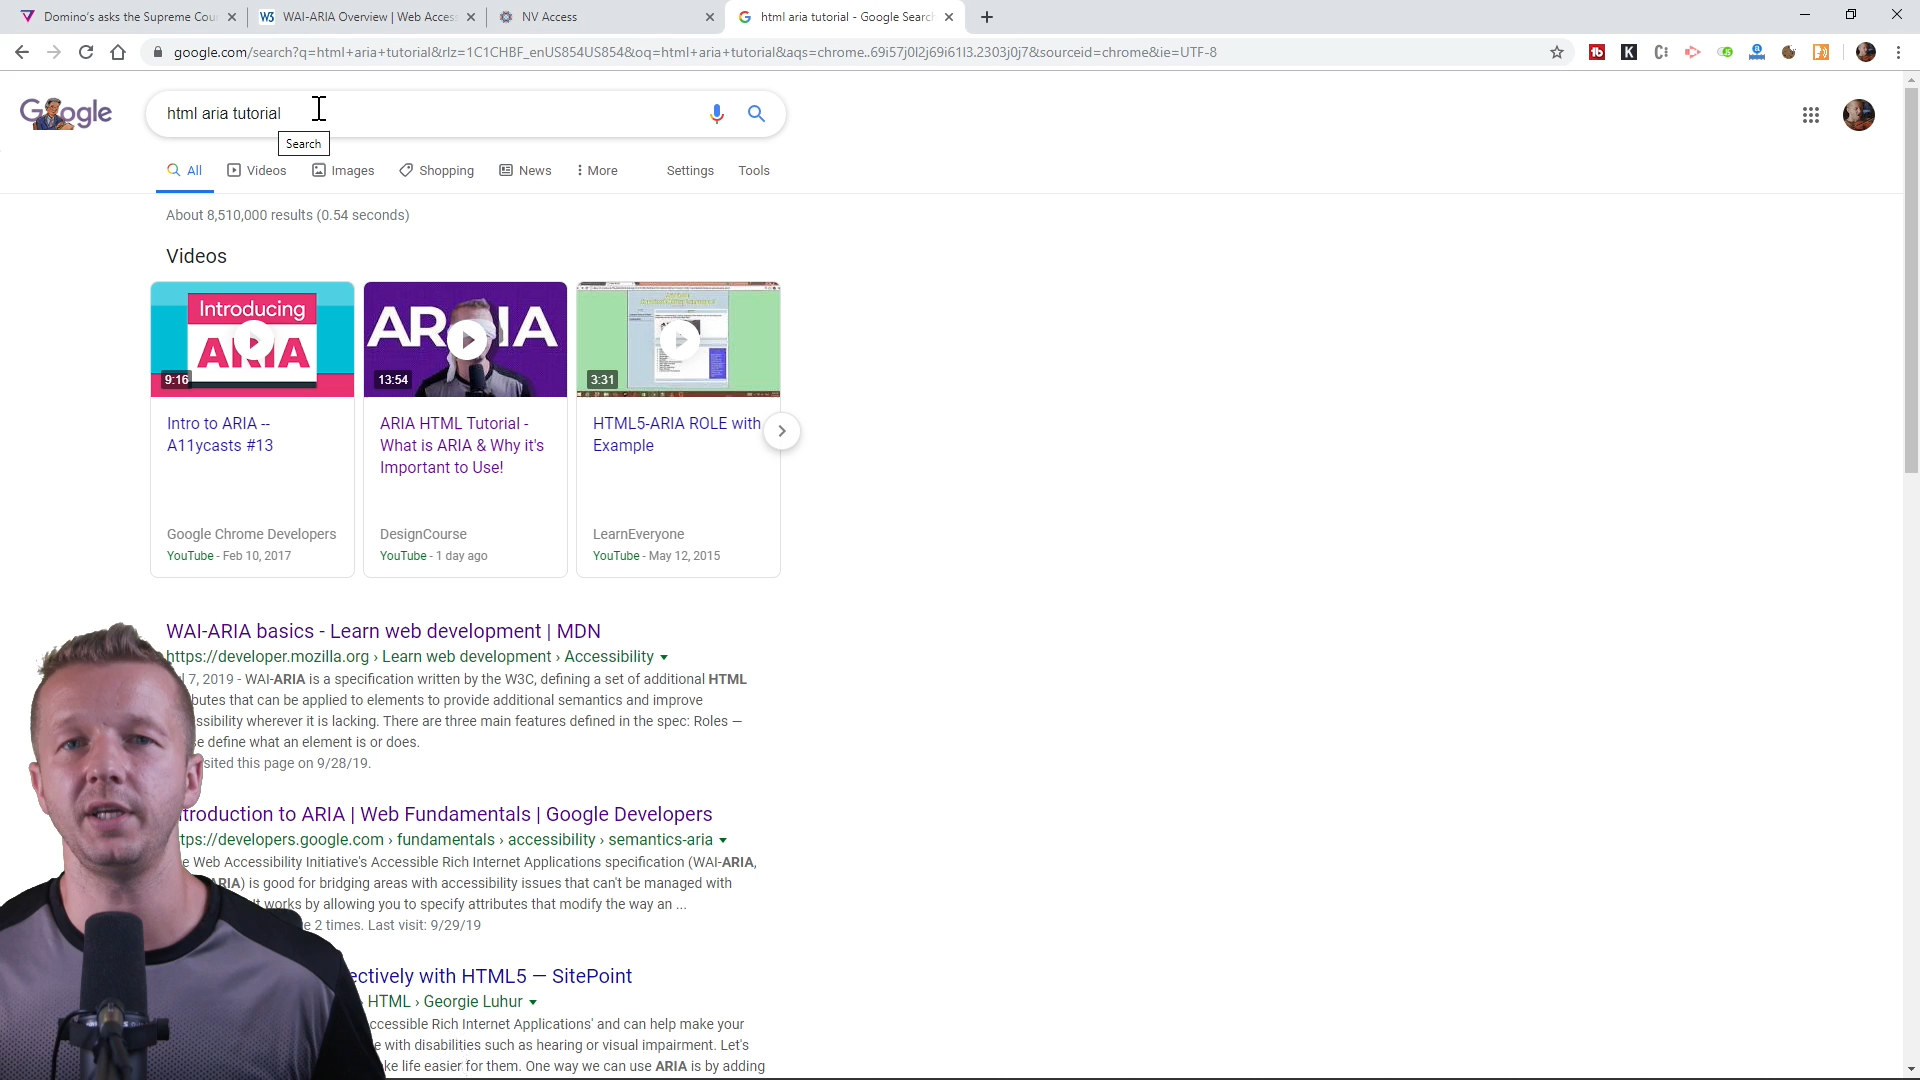 Domino's asks the Supreme Cou
WAI-ARIA Overview | Web Access
NV Access
html aria tutorial - Google Search
google.com/search?q=html+aria+tutorial&rlz=1C1CHBF_enUS854US854&oq=html+aria+tutorial&aqs=chrome..69i57j0l2j69i61l3.2303j0j7&sourceid=chrome&ie=UTF-8
Google
html aria tutorial
Search
All
Videos
Images
Shopping
News
More
Settings
Tools
About 8,510,000 results (0.54 seconds)
Videos
Introducing
ARIA
9:16
ARIA
13:54
3:31
Intro to ARIA --
A11ycasts #13
Google Chrome Developers
YouTube - Feb 10, 2017
ARIA HTML Tutorial -
What is ARIA & Why it's
Important to Use!
DesignCourse
YouTube - 1 day ago
HTML5-ARIA ROLE with
Example
LearnEveryone
YouTube - May 12, 2015
WAI-ARIA basics - Learn web development | MDN
https://developer.mozilla.org › Learn web development › Accessibility
7, 2019 - WAI-ARIA is a specification written by the W3C, defining a set of additional HTML
butes that can be applied to elements to provide additional semantics and improve
ssibility wherever it is lacking. There are three main features defined in the spec: Roles —
e define what an element is or does.
sited this page on 9/28/19.
troduction to ARIA | Web Fundamentals | Google Developers
tps://developers.google.com › fundamentals › accessibility › semantics-aria
e Web Accessibility Initiative's Accessible Rich Internet Applications specification (WAI-ARIA,
ARIA) is good for bridging areas with accessibility issues that can't be managed with
t works by allowing you to specify attributes that modify the way an ...
e 2 times. Last visit: 9/29/19
ectively with HTML5 — SitePoint
› HTML › Georgie Luhur
ccessible Rich Internet Applications' and can help make your
e with disabilities such as hearing or visual impairment. Let's
ke life easier for them. One way we can use ARIA is by adding